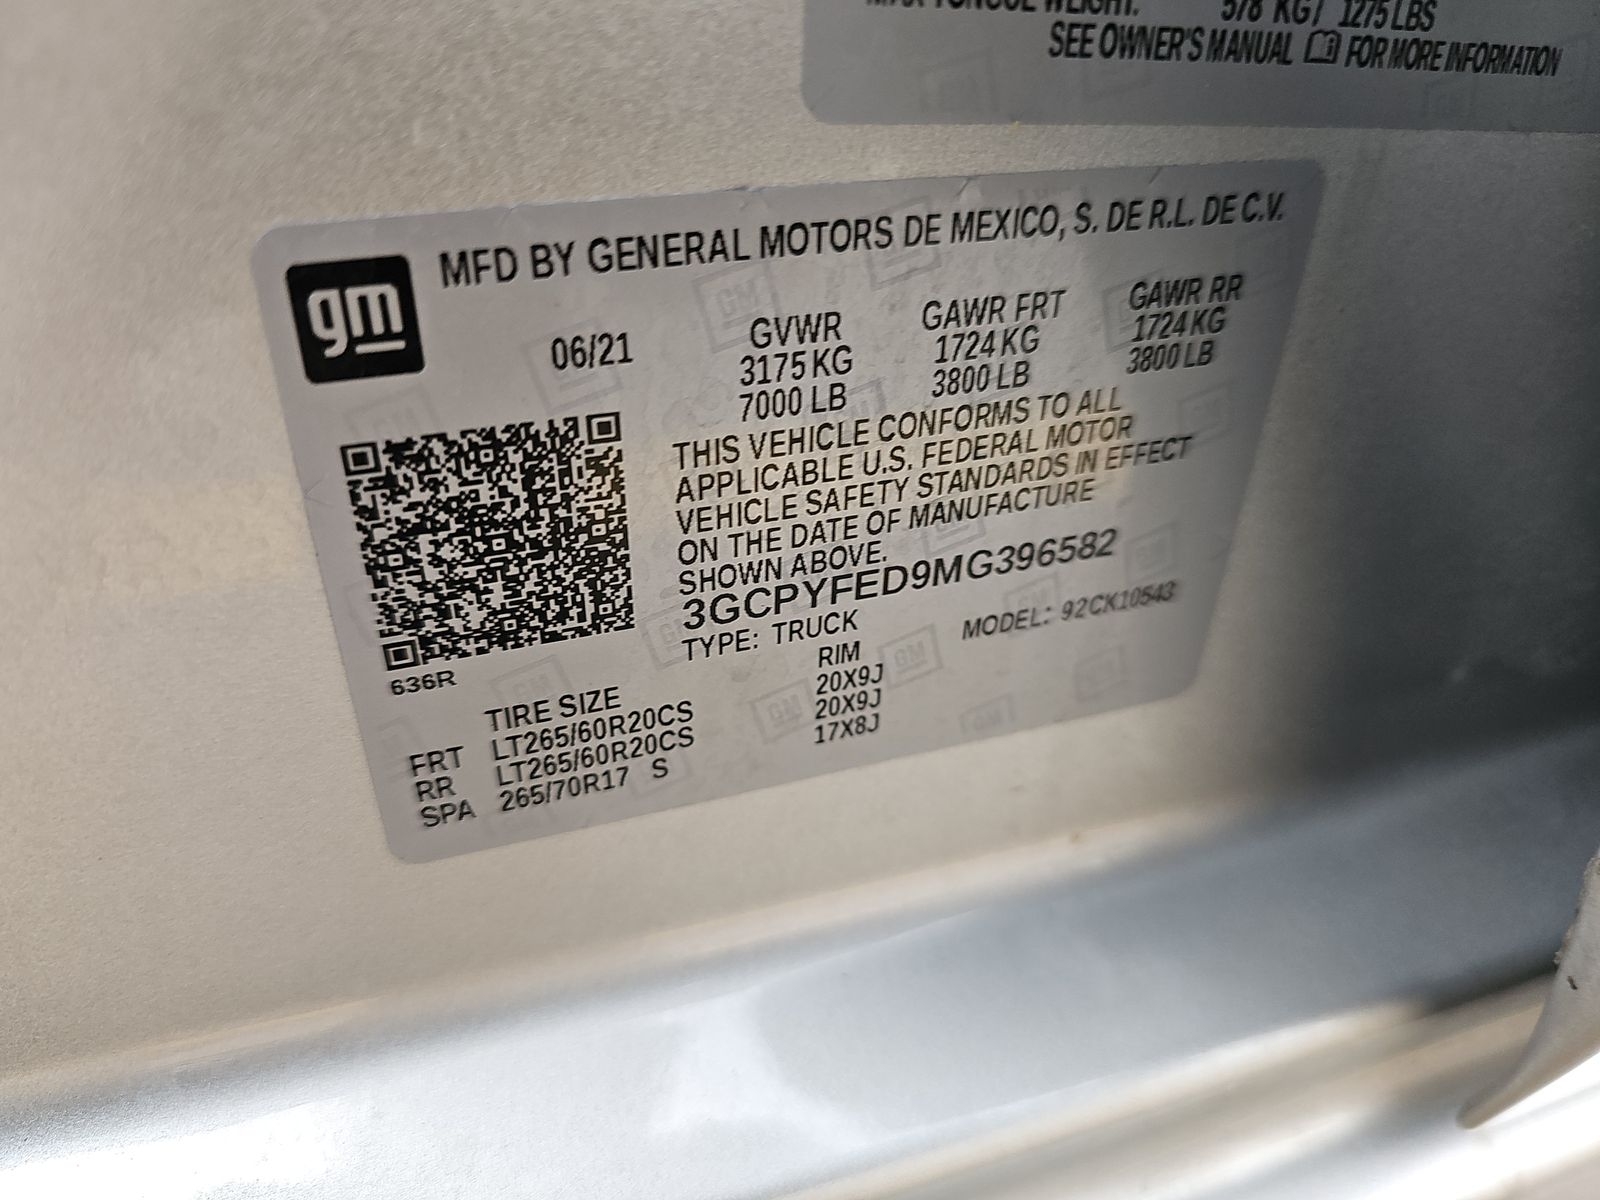 MAX TONGUE WEIGHT: 578 KG/ 1275 LBS
SEE OWNER'S MANUAL FOR MORE INFORMATION
gm
MFD BY GENERAL MOTORS DE MEXICO, S. DE R.L. DE C.V.
06/21 GVWR GAWR FRT GAWR RR
3175 KG 1724 KG 1724 KG
7000 LB 3800 LB 3800 LB
THIS VEHICLE CONFORMS TO ALL
APPLICABLE U.S. FEDERAL MOTOR
VEHICLE SAFETY STANDARDS IN EFFECT
ON THE DATE OF MANUFACTURE
SHOWN ABOVE.
3GCPYFED9MG396582
TYPE: TRUCK MODEL: 92CK10543
636R
TIRE SIZE RIM
FRT LT265/60R20CS 20X9J
RR LT265/60R20CS 20X9J
SPA 265/70R17 S 17X8J